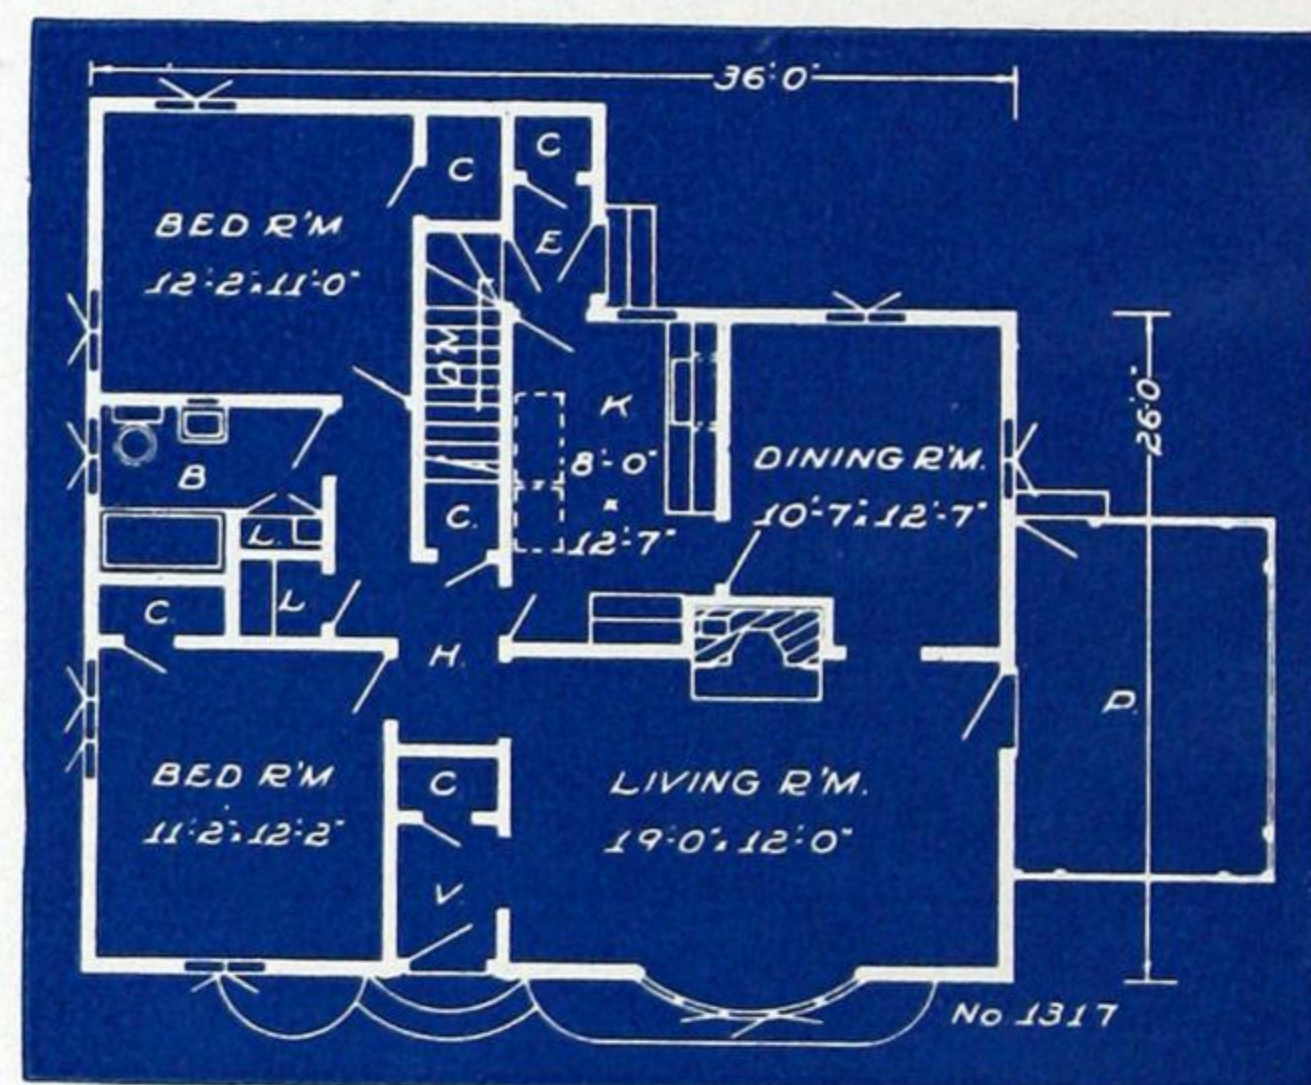 36'-0"
C
C
BED R'M
12'-2"x11'-0"
E
DN
K
8'-0"
x
12'-7"
DINING R'M.
10'-7"x12'-7"
26'-0"
B
L.
C.
C.
L
H.
P.
BED R'M
11'-2"x12'-2"
C
LIVING R'M.
19'-0"x12'-0"
V.
No 1317